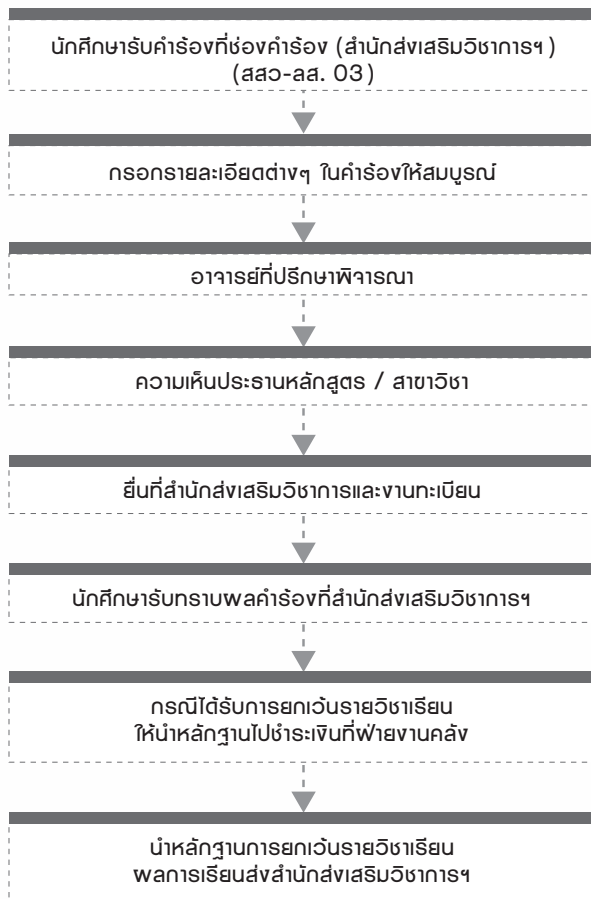 นักศึกษารับคำร้องที่ช่องคำร้อง (สำนักส่งเสริมวิชาการฯ)
(สสว-ลส. 03)
กรอกรายละเอียดต่างๆ ในคำร้องให้สมบูรณ์
อาจารย์ที่ปรึกษาพิจารณา
ความเห็นประธานหลักสูตร / สาขาวิชา
ยื่นที่สำนักส่งเสริมวิชาการและงานทะเบียน
นักศึกษารับทราบผลคำร้องที่สำนักส่งเสริมวิชาการฯ
กรณีได้รับการยกเว้นรายวิชาเรียน
ให้นำหลักฐานไปชำระเงินที่ฝ่ายงานคลัง
นำหลักฐานการยกเว้นรายวิชาเรียน
ผลการเรียนส่งสำนักส่งเสริมวิชาการฯ